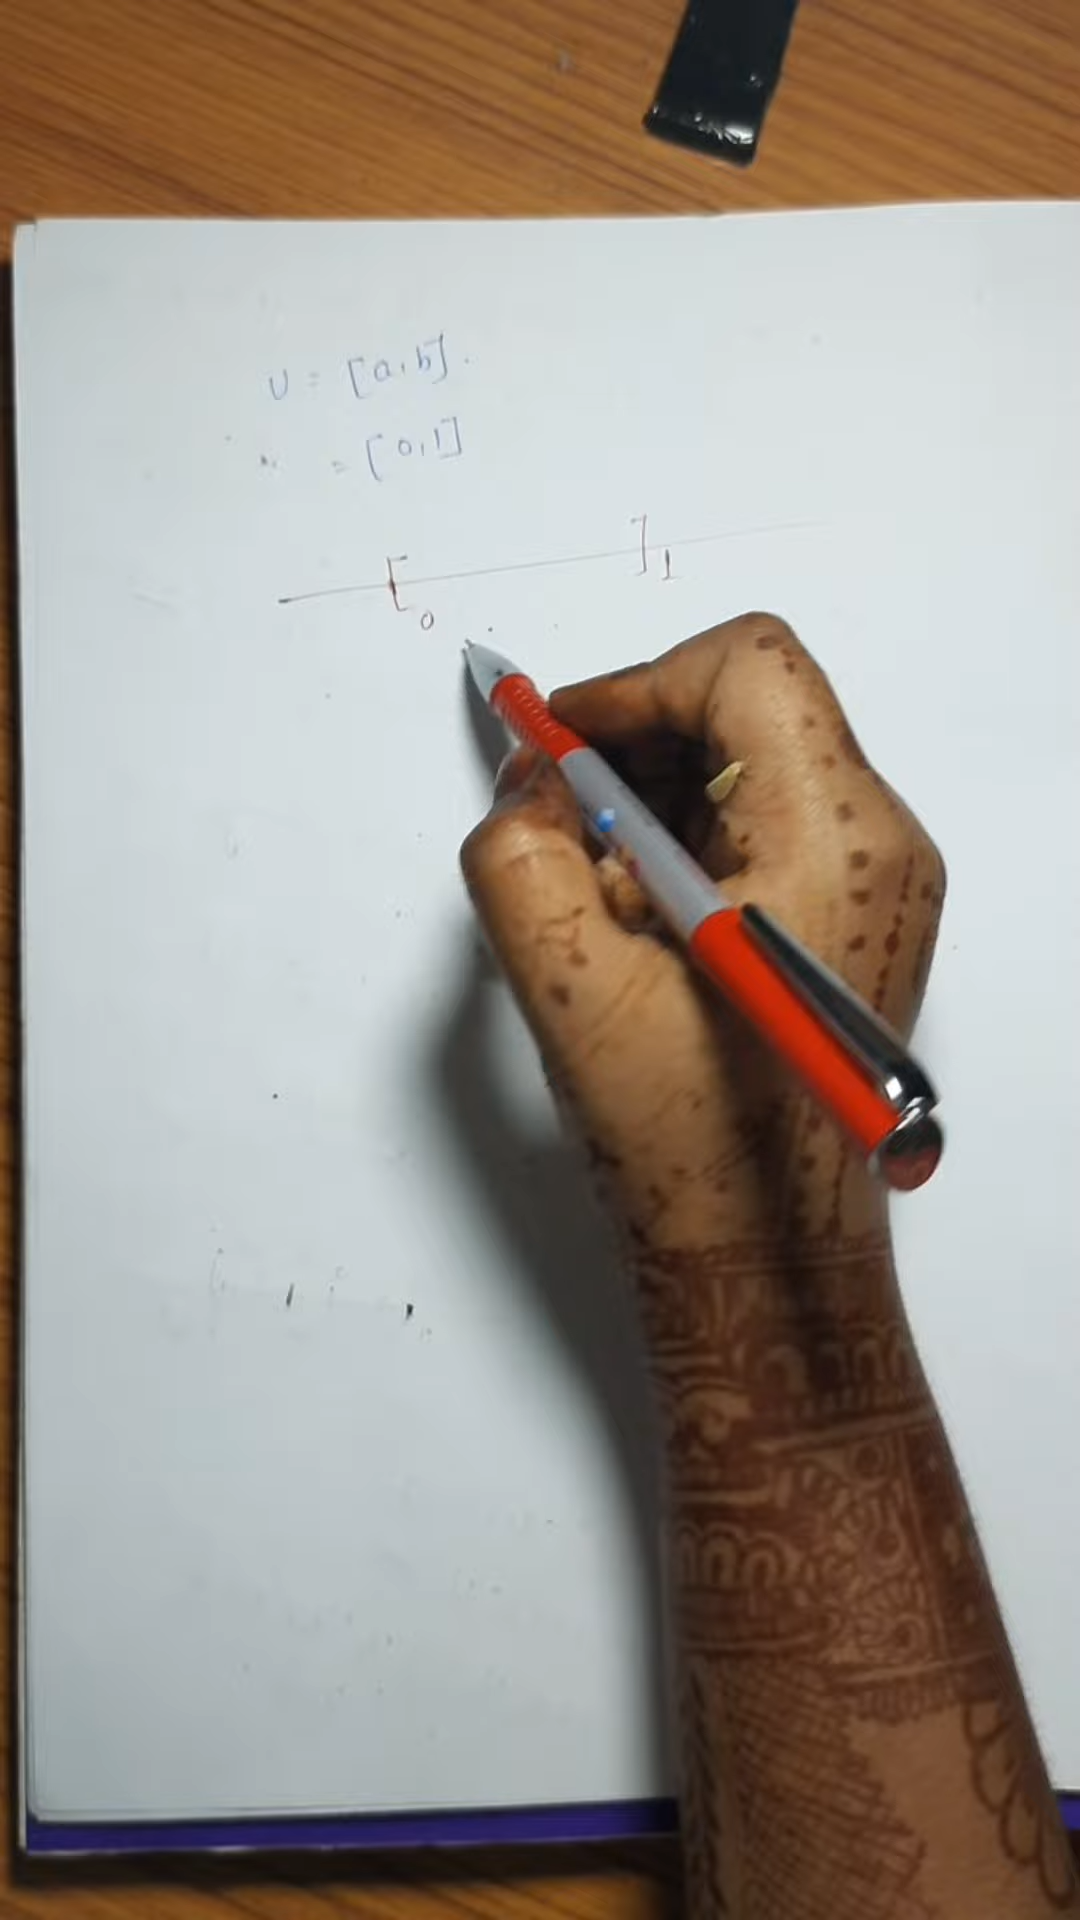 U = [a,b].
= [0,1]
[ ]
0 1